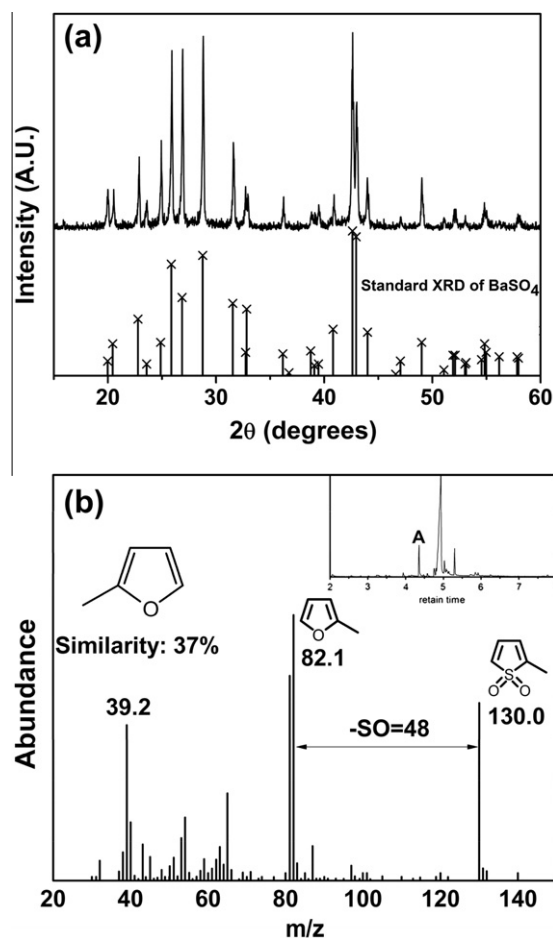 (a)
Intensity (A.U.)
Standard XRD of BaSO4
20 30 40 50 60
2θ (degrees)
(b)
A
2 3 4 5 6 7
retain time
O
Similarity: 37%
O
82.1
S
O O
130.0
39.2
-SO=48
Abundance
20 40 60 80 100 120 140
m/z